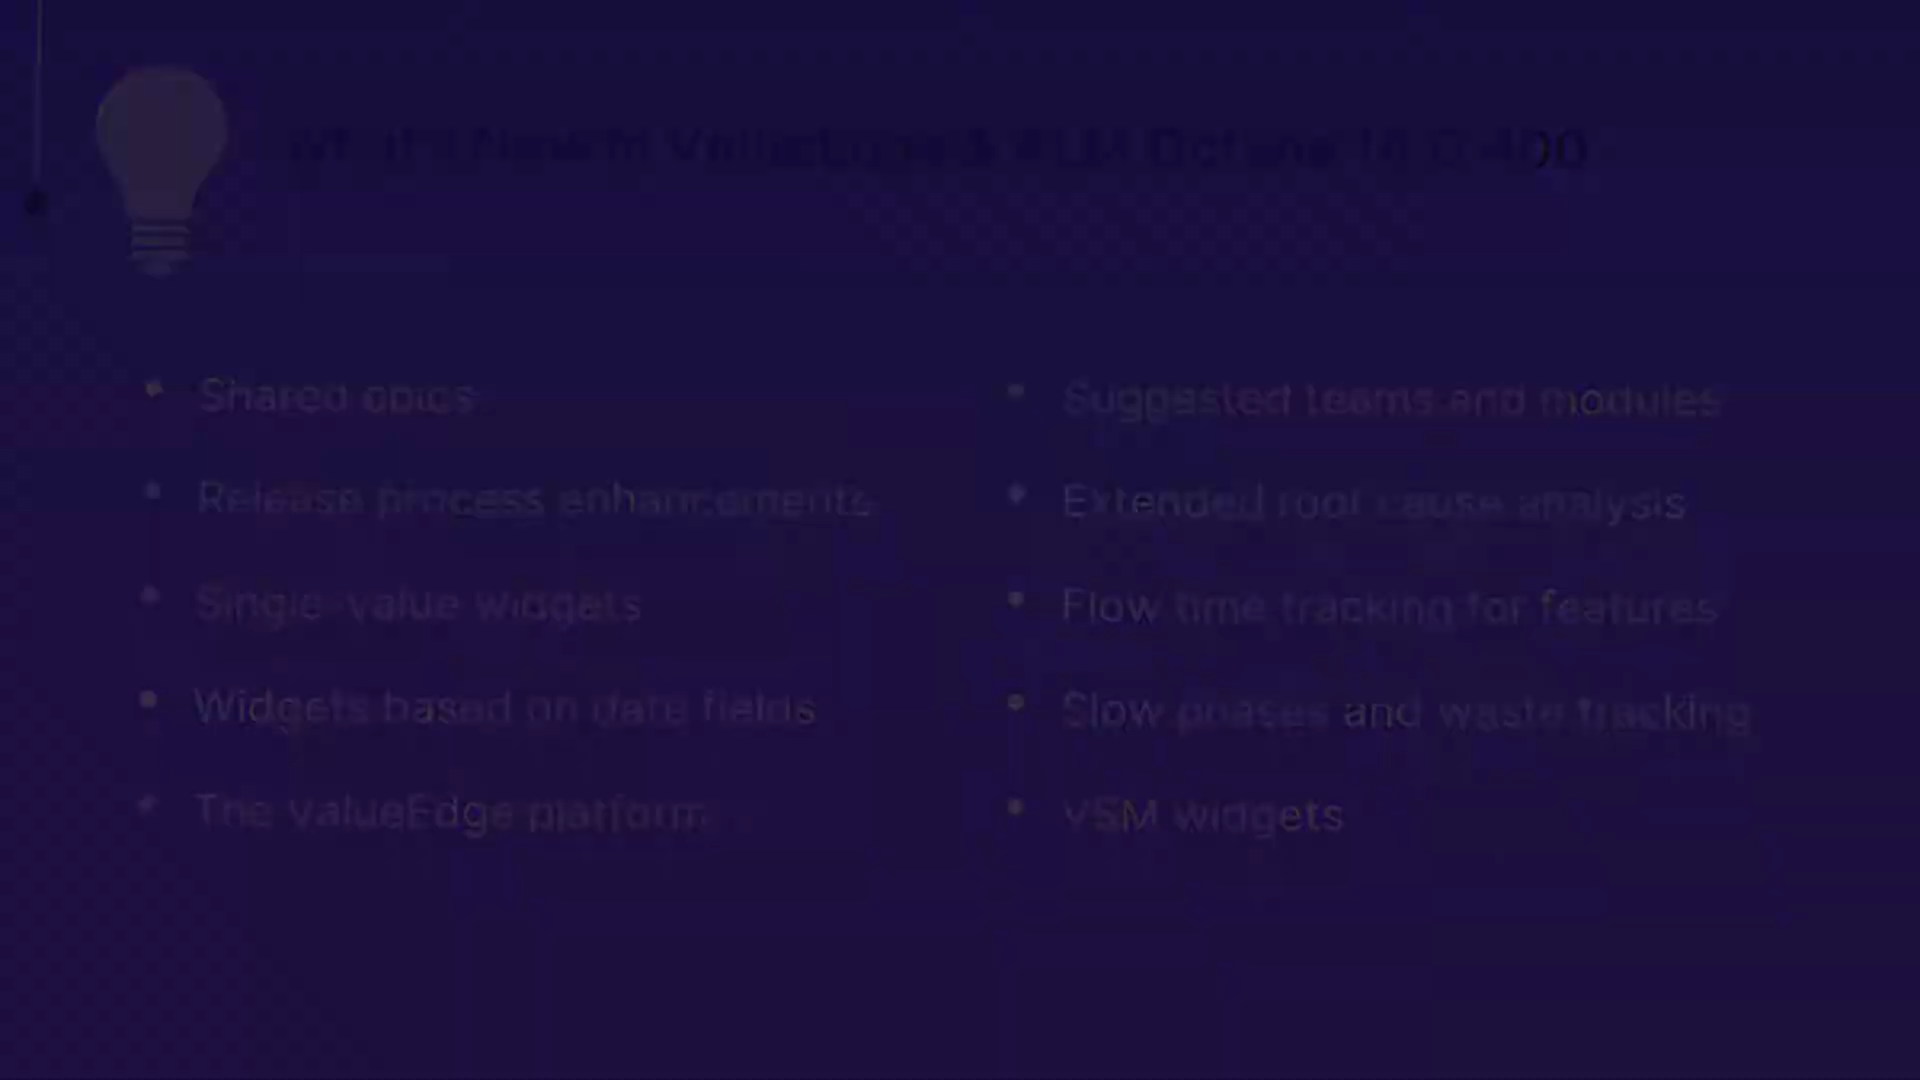 What's New in ValueEdge & ALM Octane 16.0.400
Shared epics
Release process enhancements
Single-value widgets
Widgets based on date fields
The ValueEdge platform
Suggested teams and modules
Extended root cause analysis
Flow time tracking for features
Slow phases and waste tracking
VSM widgets